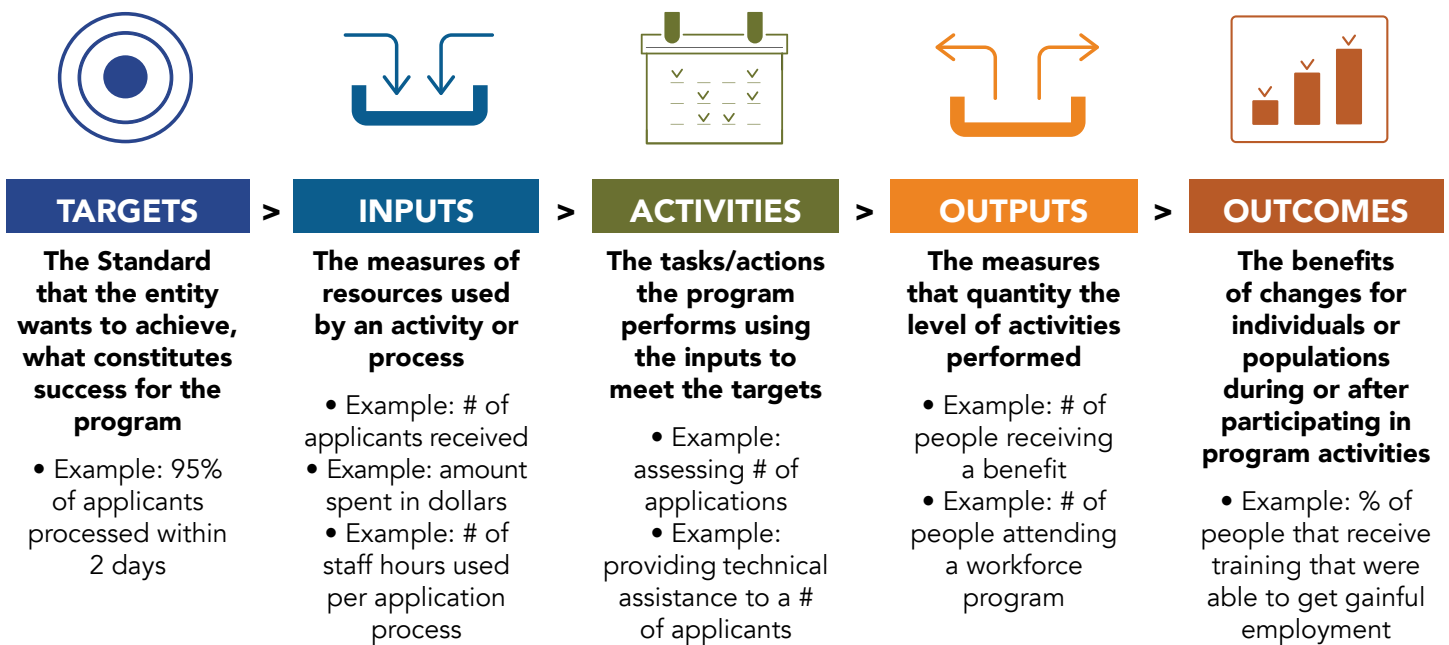 TARGETS > INPUTS > ACTIVITIES > OUTPUTS > OUTCOMES
The Standard
that the entity
wants to achieve,
what constitutes
success for the
program
• Example: 95%
of applicants
processed within
2 days
The measures of
resources used
by an activity or
process
• Example: # of
applicants received
• Example: amount
spent in dollars
• Example: # of
staff hours used
per application
process
The tasks/actions
the program
performs using
the inputs to
meet the targets
• Example:
assessing # of
applications
• Example:
providing technical
assistance to a #
of applicants
The measures
that quantity the
level of activities
performed
• Example: # of
people receiving
a benefit
• Example: # of
people attending
a workforce
program
The benefits
of changes for
individuals or
populations
during or after
participating in
program activities
• Example: % of
people that receive
training that were
able to get gainful
employment